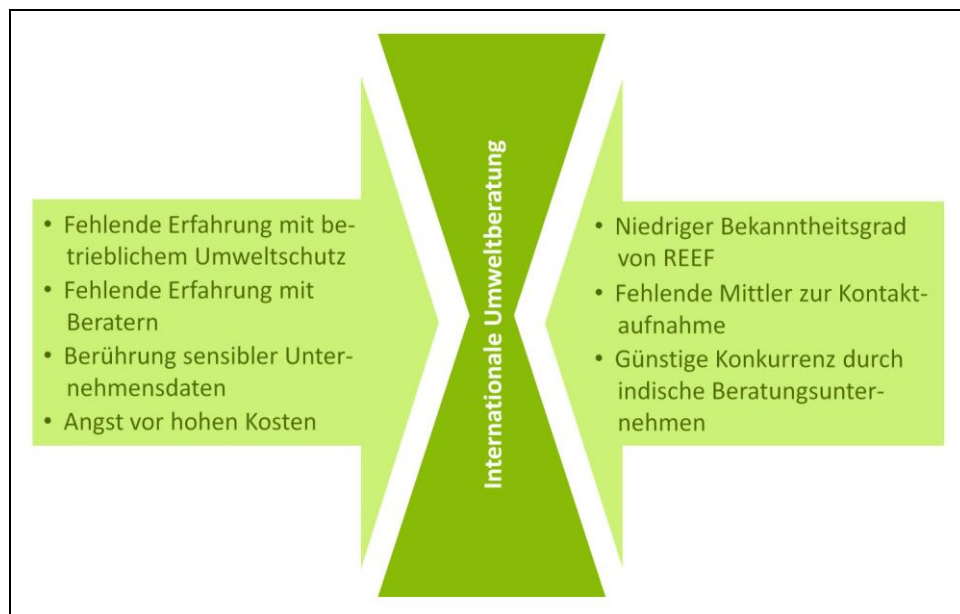 • Fehlende Erfahrung mit be-
trieblichem Umweltschutz
• Fehlende Erfahrung mit
Beratern
• Berührung sensibler Unter-
nehmensdaten
• Angst vor hohen Kosten
Internationale Umweltberatung
• Niedriger Bekanntheitsgrad
von REEF
• Fehlende Mittler zur Kontakt-
aufnahme
• Günstige Konkurrenz durch
indische Beratungsunter-
nehmen